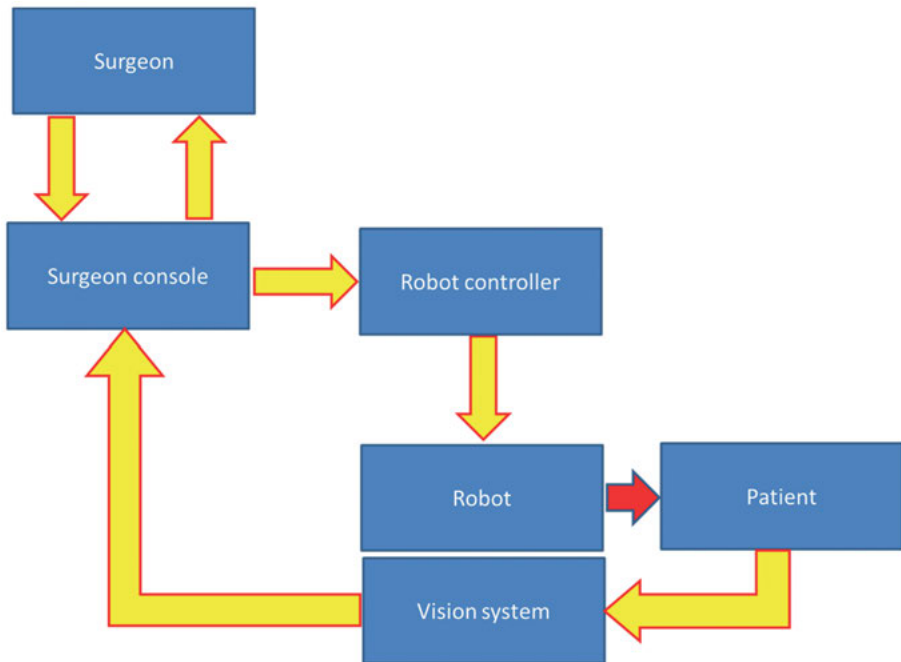 Surgeon
Surgeon console
Robot controller
Robot
Patient
Vision system